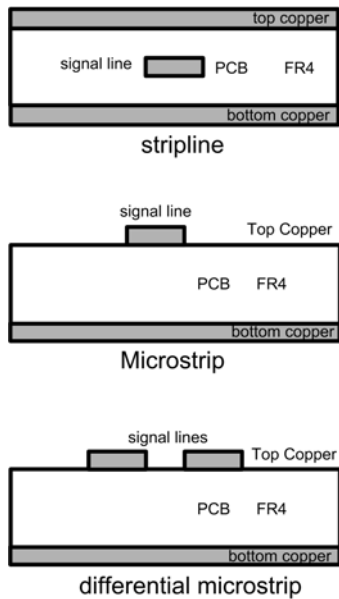 top copper
signal line PCB FR4
bottom copper
stripline
signal line
Top Copper
PCB FR4
bottom copper
Microstrip
signal lines
Top Copper
PCB FR4
bottom copper
differential microstrip